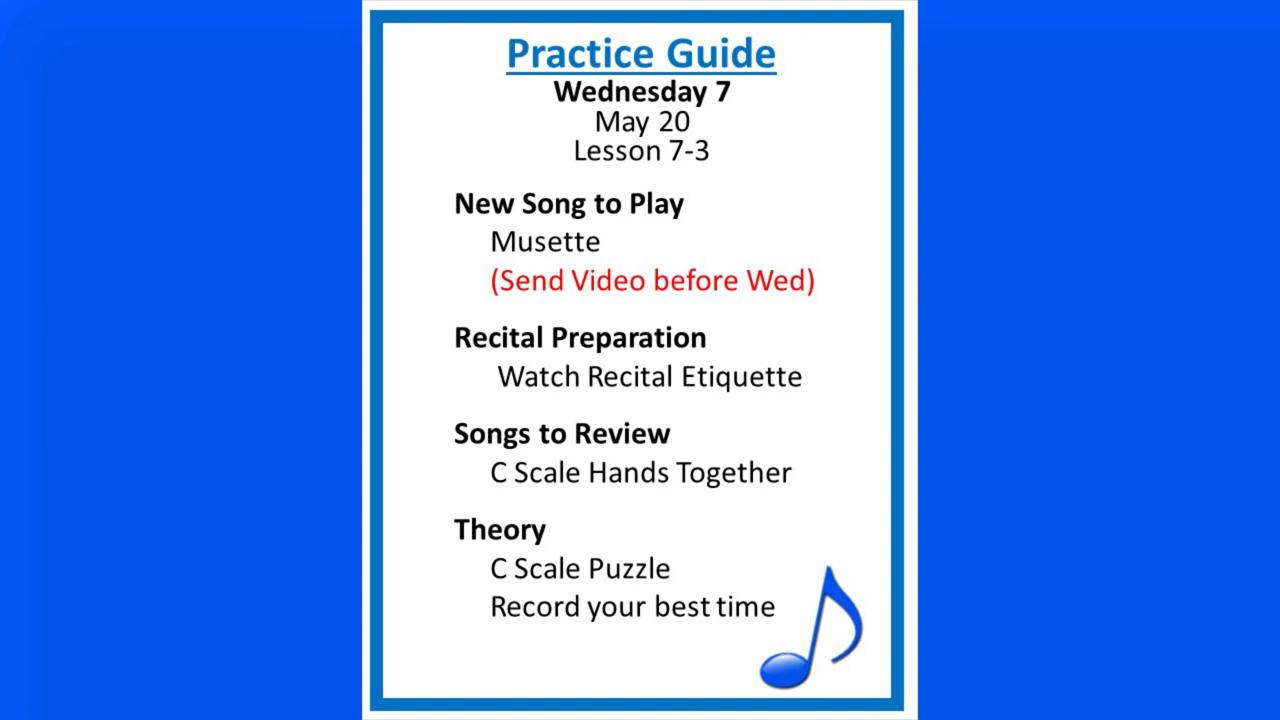 Practice Guide
Wednesday 7
May 20
Lesson 7-3
New Song to Play
Musette
(Send Video before Wed)
Recital Preparation
Watch Recital Etiquette
Songs to Review
C Scale Hands Together
Theory
C Scale Puzzle
Record your best time